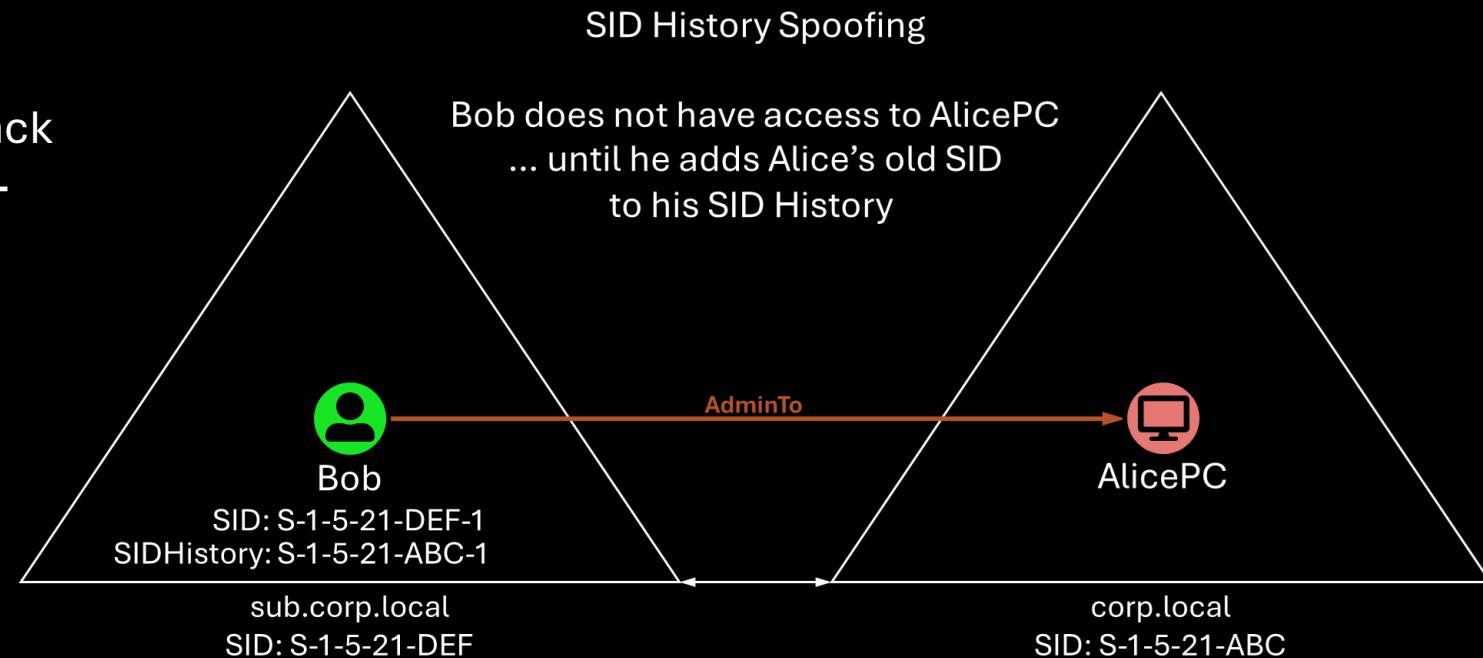 SID History Spoofing
Bob does not have access to AlicePC
... until he adds Alice’s old SID
to his SID History
AdminTo
Bob
SID: S-1-5-21-DEF-1
SIDHistory: S-1-5-21-ABC-1
AlicePC
sub.corp.local
SID: S-1-5-21-DEF
corp.local
SID: S-1-5-21-ABC